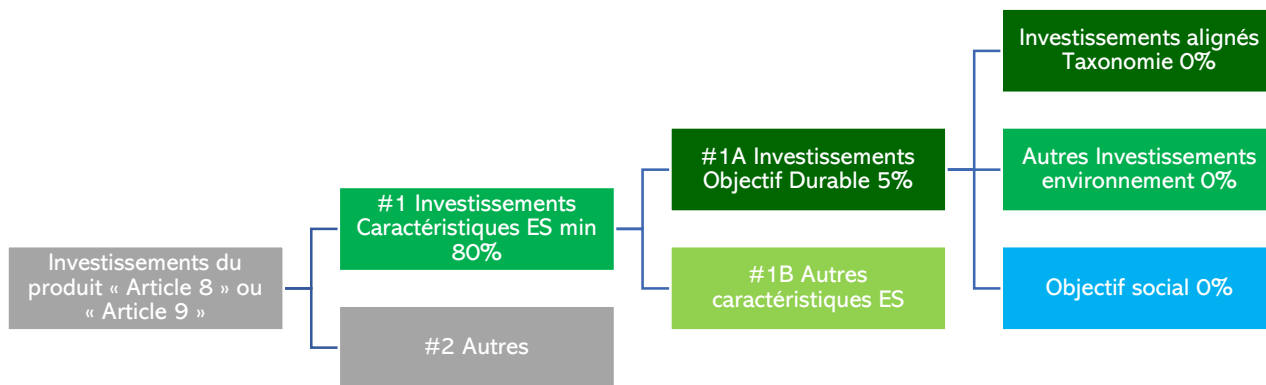 Investissements du
produit « Article 8 » ou
« Article 9 »
#1 Investissements
Caractéristiques ES min
80%
#2 Autres
#1A Investissements
Objectif Durable 5%
#1B Autres
caractéristiques ES
Investissements alignés
Taxonomie 0%
Autres Investissements
environnement 0%
Objectif social 0%